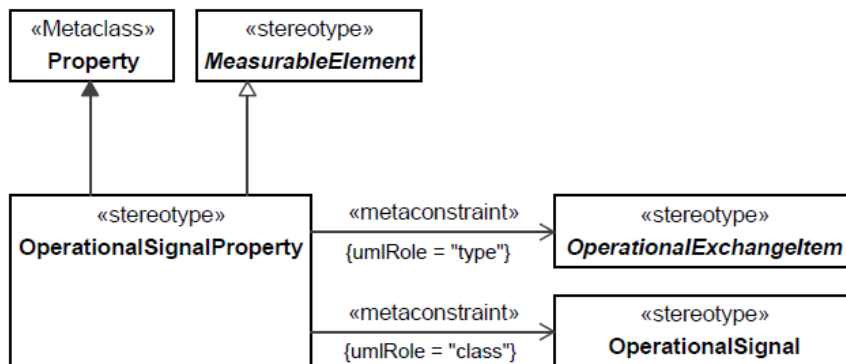 «Metaclass»
Property
«stereotype»
MeasurableElement
«stereotype»
OperationalSignalProperty
«metaconstraint»
{umlRole = "type"}
«stereotype»
OperationalExchangeItem
«metaconstraint»
{umlRole = "class"}
«stereotype»
OperationalSignal